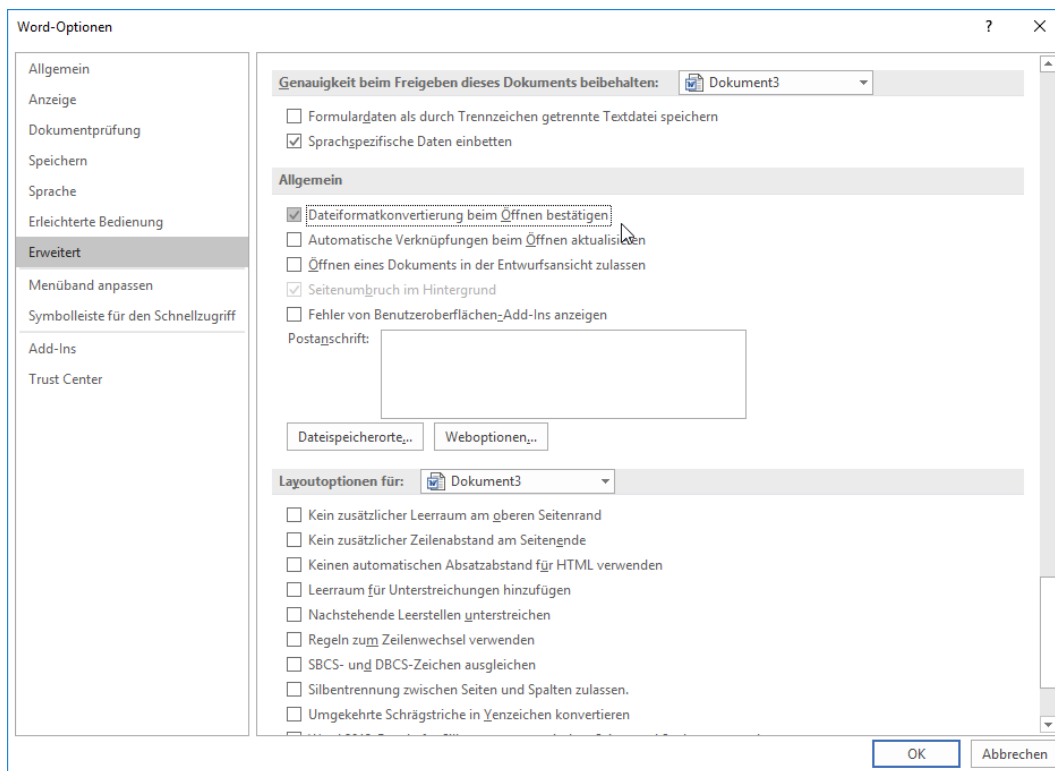 Word-Optionen
?
Allgemein
Anzeige
Dokumentprüfung
Speichern
Sprache
Erleichterte Bedienung
Erweitert
Menüband anpassen
Symbolleiste für den Schnellzugriff
Add-Ins
Trust Center
Genauigkeit beim Freigeben dieses Dokuments beibehalten: Dokument3
Formulardaten als durch Trennzeichen getrennte Textdatei speichern
Sprachspezifische Daten einbetten
Allgemein
Dateiformatkonvertierung beim Öffnen bestätigen
Automatische Verknüpfungen beim Öffnen aktualisieren
Öffnen eines Dokuments in der Entwurfsansicht zulassen
Seitenumbruch im Hintergrund
Fehler von Benutzeroberflächen-Add-Ins anzeigen
Postanschrift:
Dateispeicherorte... Weboptionen...
Layoutoptionen für: Dokument3
Kein zusätzlicher Leerraum am oberen Seitenrand
Kein zusätzlicher Zeilenabstand am Seitenende
Keinen automatischen Absatzabstand für HTML verwenden
Leerraum für Unterstreichungen hinzufügen
Nachstehende Leerstellen unterstreichen
Regeln zum Zeilenwechsel verwenden
SBCS- und DBCS-Zeichen ausgleichen
Silbentrennung zwischen Seiten und Spalten zulassen.
Umgekehrte Schrägstriche in Yenzeichen konvertieren
OK Abbrechen